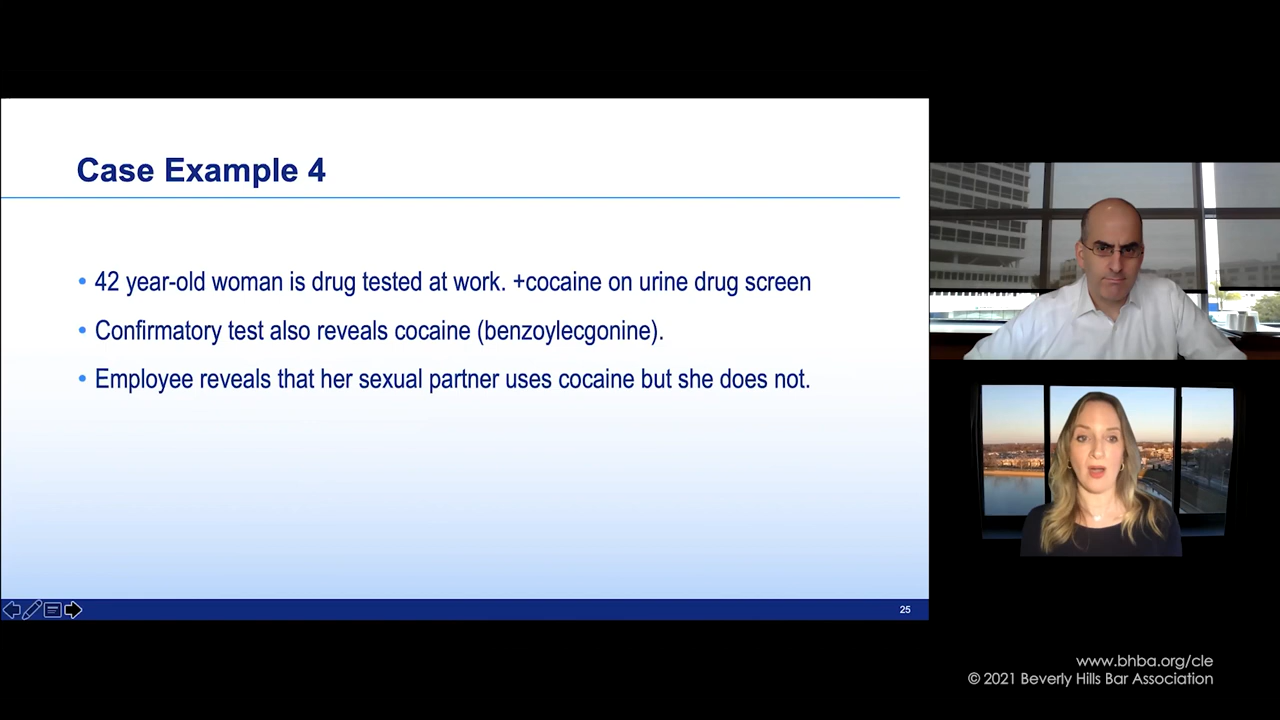 Case Example 4
• 42 year-old woman is drug tested at work. +cocaine on urine drug screen
• Confirmatory test also reveals cocaine (benzoylecgonine).
• Employee reveals that her sexual partner uses cocaine but she does not.
25
www.bhba.org/cle
© 2021 Beverly Hills Bar Association